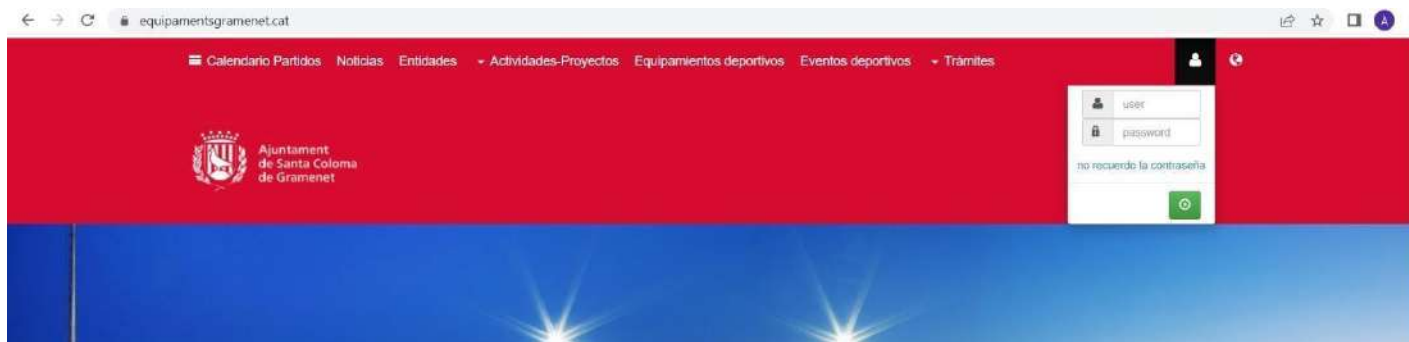 equipamentsgramenet.cat
A
Calendario Partidos Noticias Entidades Actividades-Proyectos Equipamientos deportivos Eventos deportivos Trámites
user
password
no recuerdo la contraseña
Ajuntament
de Santa Coloma
de Gramenet